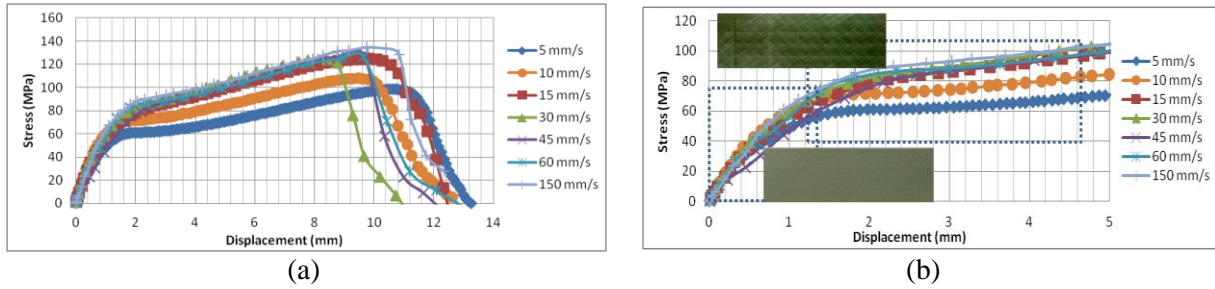 160
140
120
100
80
60
40
20
0
Stress (MPa)
0 2 4 6 8 10 12 14
Displacement (mm)
5 mm/s
10 mm/s
15 mm/s
30 mm/s
45 mm/s
60 mm/s
150 mm/s
(a)
120
100
80
60
40
20
0
Stress (MPa)
0 1 2 3 4 5
Displacement (mm)
5 mm/s
10 mm/s
15 mm/s
30 mm/s
45 mm/s
60 mm/s
150 mm/s
(b)